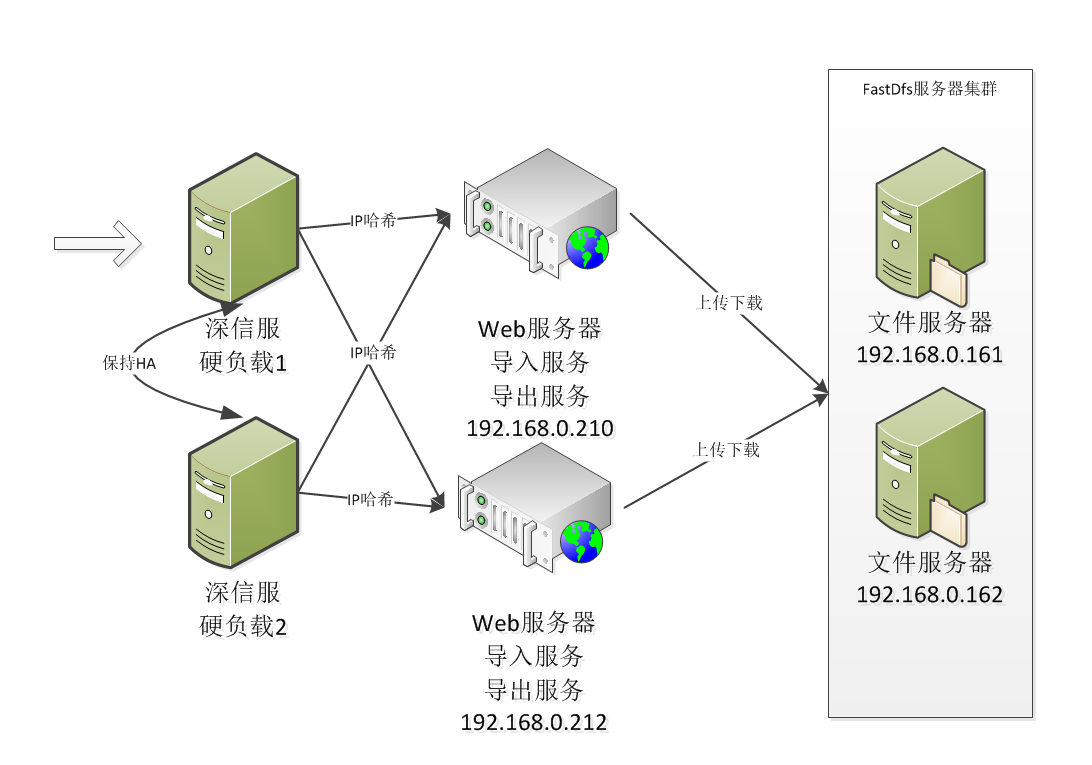 FastDfs服务器集群
IP哈希
上传下载
深信服
硬负载1
Web服务器
导入服务
导出服务
192.168.0.210
文件服务器
192.168.0.161
保持HA
IP哈希
上传下载
IP哈希
深信服
硬负载2
Web服务器
导入服务
导出服务
192.168.0.212
文件服务器
192.168.0.162